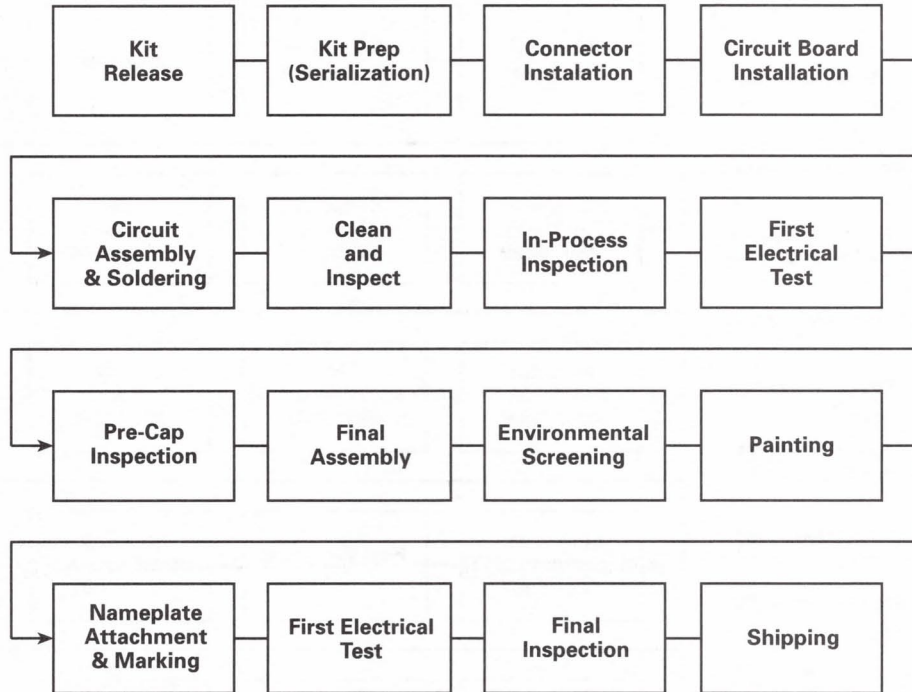 Kit
Release
Kit Prep
(Serialization)
Connector
Instalation
Circuit Board
Installation
Circuit
Assembly
& Soldering
Clean
and
Inspect
In-Process
Inspection
First
Electrical
Test
Pre-Cap
Inspection
Final
Assembly
Environmental
Screening
Painting
Nameplate
Attachment
& Marking
First Electrical
Test
Final
Inspection
Shipping